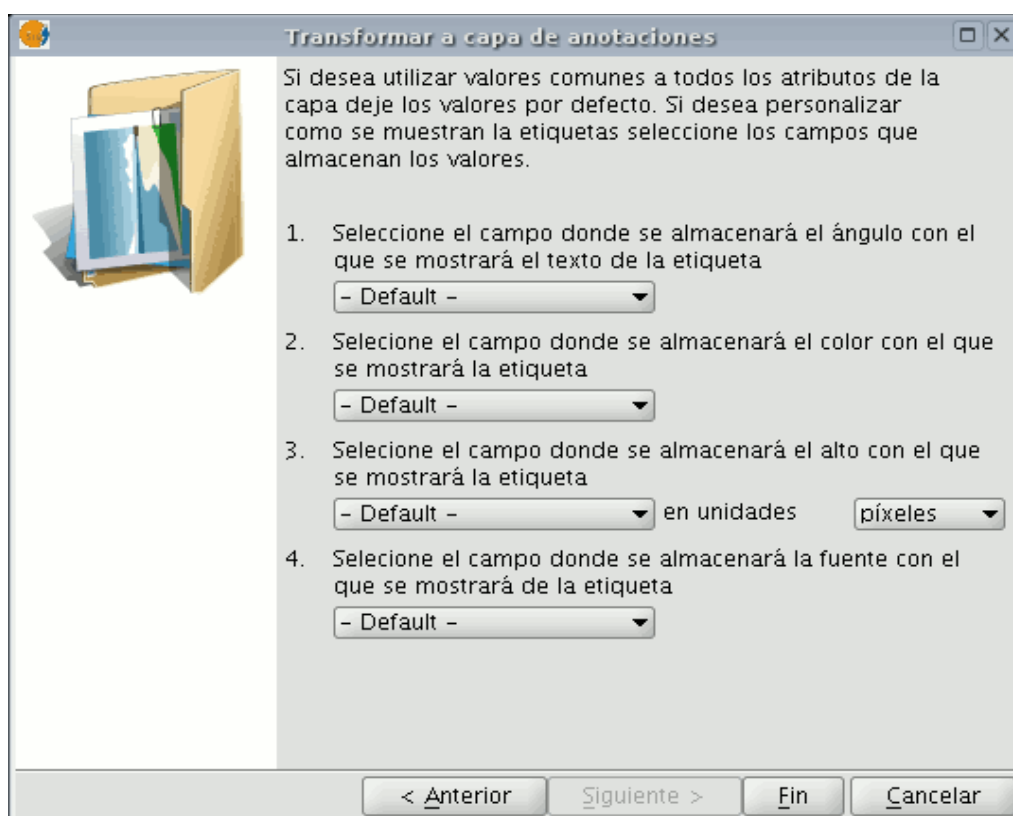 Transformar a capa de anotaciones
Si desea utilizar valores comunes a todos los atributos de la
capa deje los valores por defecto. Si desea personalizar
como se muestran la etiquetas seleccione los campos que
almacenan los valores.
1. Seleccione el campo donde se almacenará el ángulo con el
que se mostrará el texto de la etiqueta
- Default -
2. Selecione el campo donde se almacenará el color con el que
se mostrará la etiqueta
- Default -
3. Selecione el campo donde se almacenará el alto con el que
se mostrará la etiqueta
- Default - en unidades píxeles
4. Selecione el campo donde se almacenará la fuente con el
que se mostrará de la etiqueta
- Default -
< Anterior Siguiente > Fin Cancelar